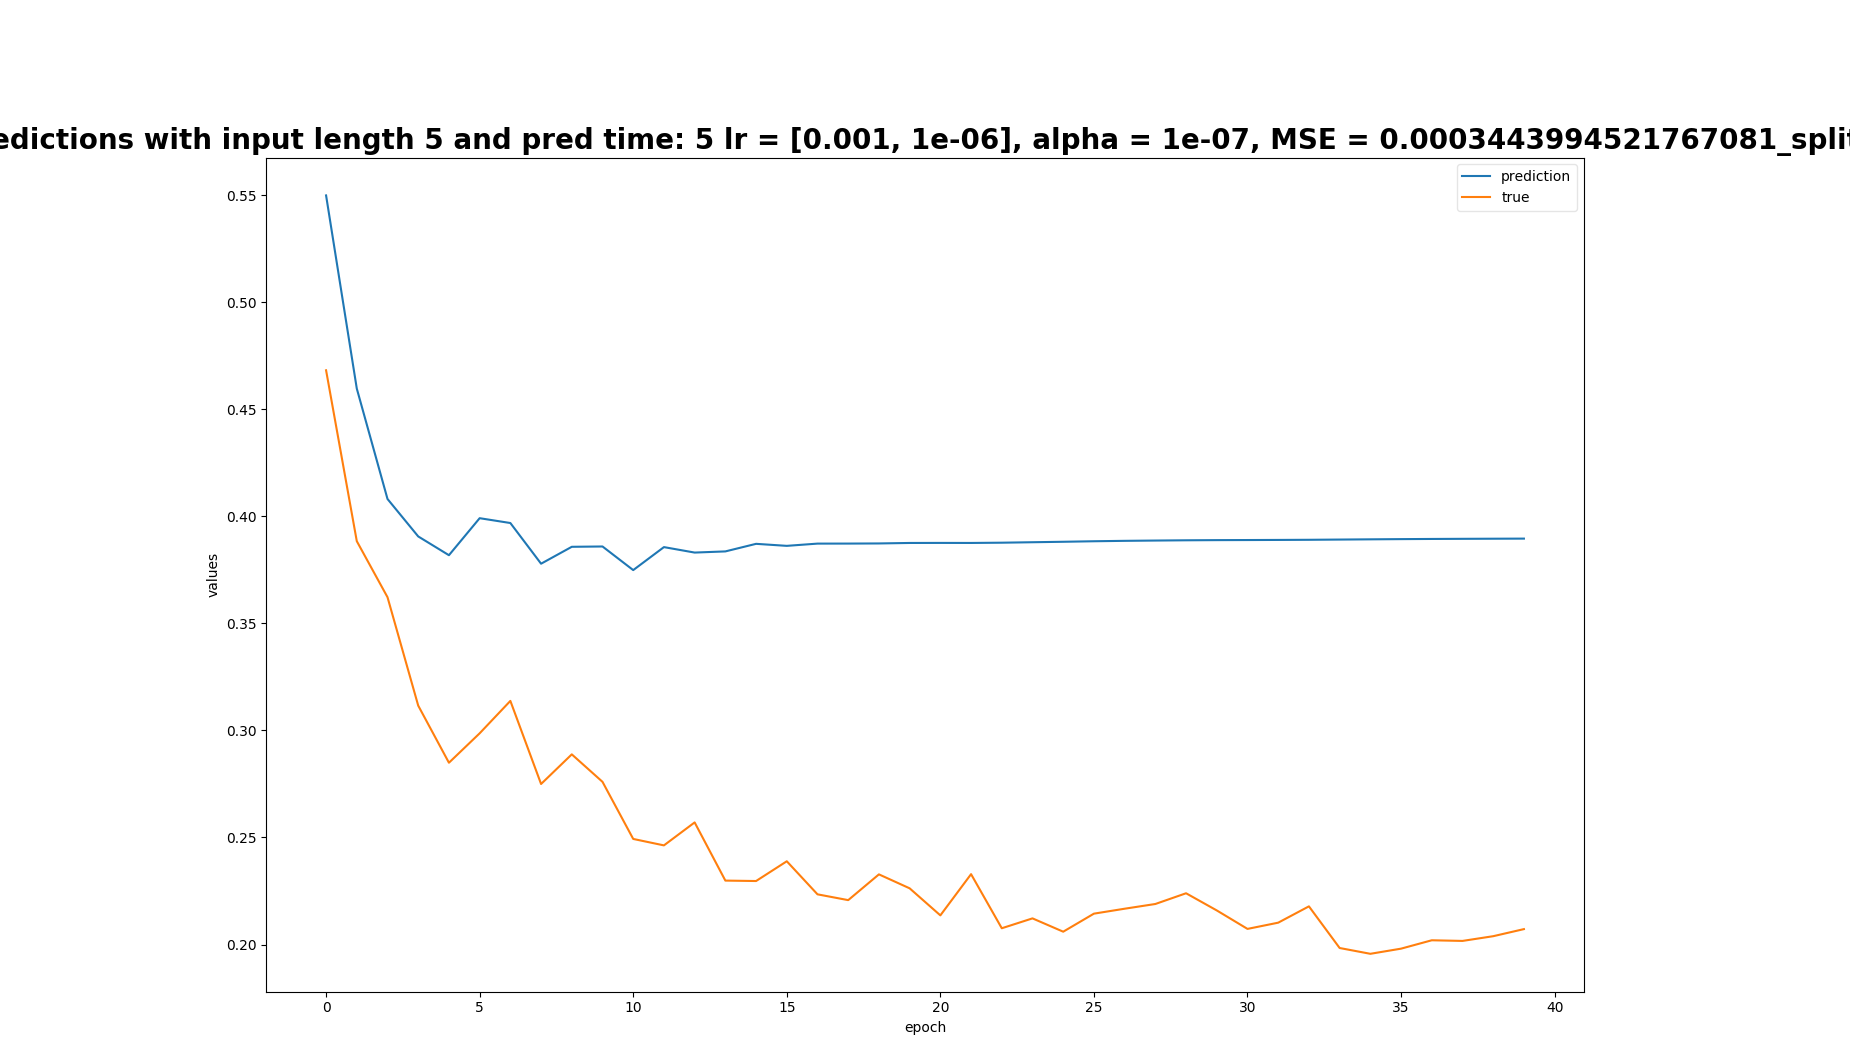 edictions with input length 5 and pred time: 5 lr = [0.001, 1e-06], alpha = 1e-07, MSE = 0.0003443994521767081_split
prediction
true
0.55
0.50
0.45
0.40
0.35
0.30
0.25
0.20
values
0 5 10 15 20 25 30 35 40
epoch